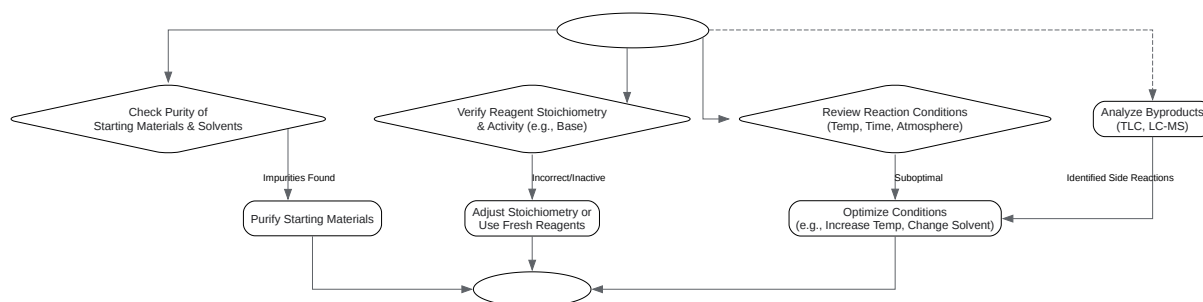 Check Purity of
Starting Materials & Solvents
Verify Reagent Stoichiometry
& Activity (e.g., Base)
Review Reaction Conditions
(Temp, Time, Atmosphere)
Analyze Byproducts
(TLC, LC-MS)
Impurities Found
Incorrect/Inactive
Suboptimal
Identified Side Reactions
Purify Starting Materials
Adjust Stoichiometry or
Use Fresh Reagents
Optimize Conditions
(e.g., Increase Temp, Change Solvent)